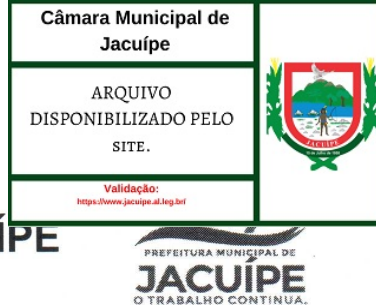 Câmara Municipal de
Jacuípe
ARQUIVO
DISPONIBILIZADO PELO
SITE.
Validação:
https://www.jacuipe.al.leg.br/
JACUÍPE
ÍPE
PREFEITURA MUNICIPAL DE
JACUÍPE
O TRABALHO CONTINUA.